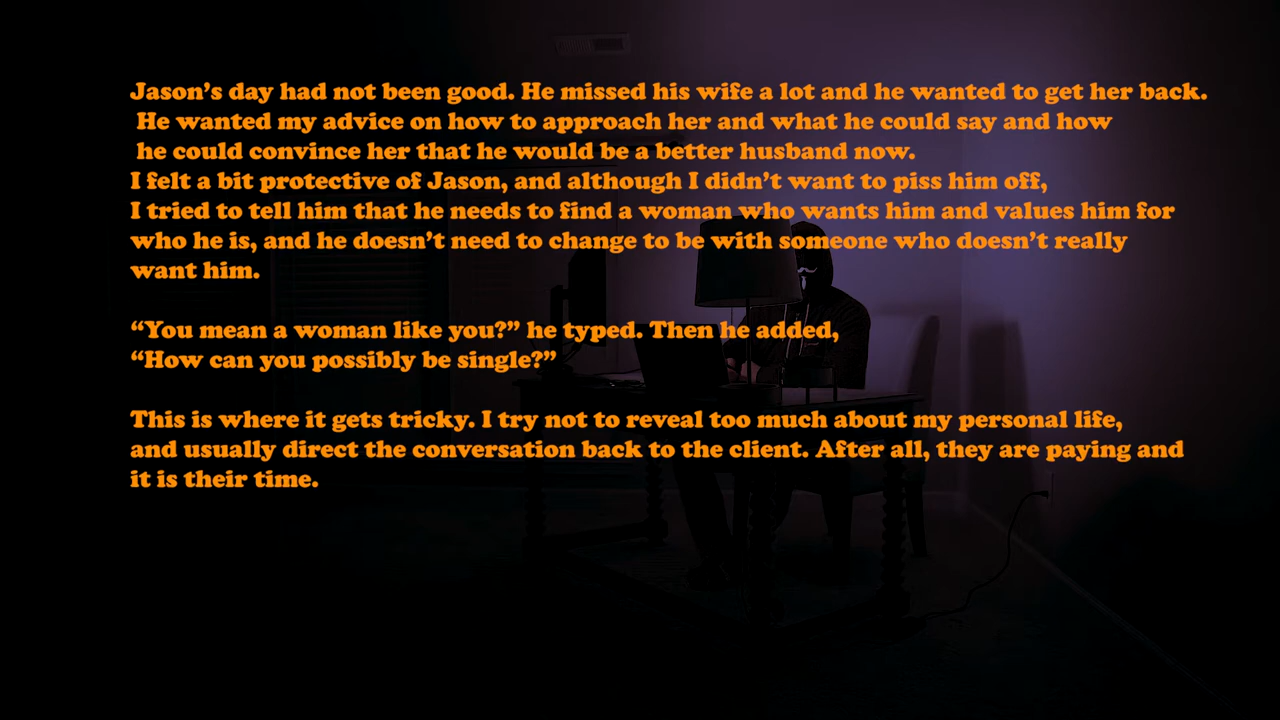 Jason’s day had not been good. He missed his wife a lot and he wanted to get her back.
He wanted my advice on how to approach her and what he could say and how
he could convince her that he would be a better husband now.
I felt a bit protective of Jason, and although I didn’t want to piss him off,
I tried to tell him that he needs to find a woman who wants him and values him for
who he is, and he doesn’t need to change to be with someone who doesn’t really
want him.
“You mean a woman like you?” he typed. Then he added,
“How can you possibly be single?”
This is where it gets tricky. I try not to reveal too much about my personal life,
and usually direct the conversation back to the client. After all, they are paying and
it is their time.